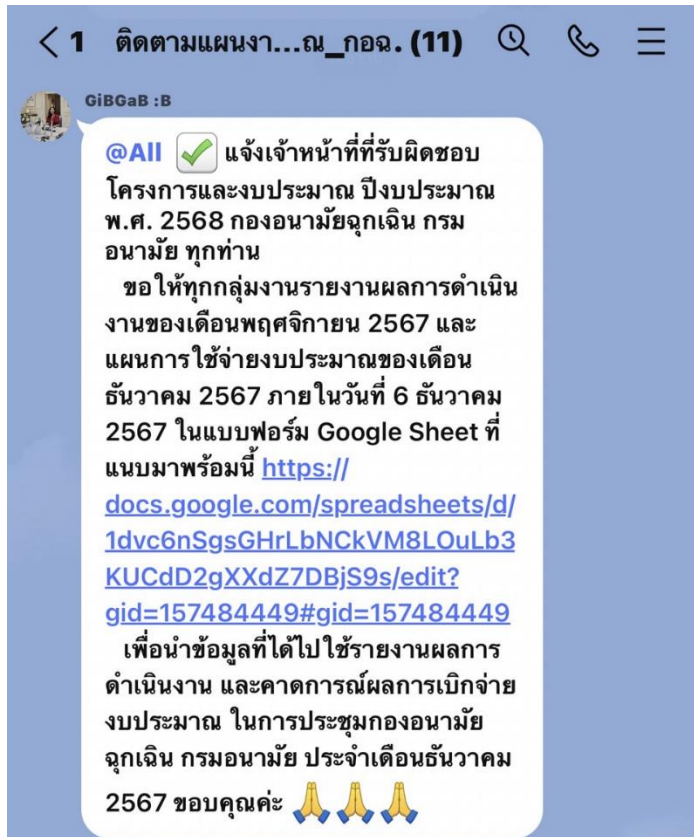 1 ติดตามแผนงา...ณ_กอฉ. (11)
GiBGaB :B
@All ✅ แจ้งเจ้าหน้าที่ที่รับผิดชอบ
โครงการและงบประมาณ ปีงบประมาณ
พ.ศ. 2568 กองอนามัยฉุกเฉิน กรม
อนามัย ทุกท่าน
ขอให้ทุกกลุ่มงานรายงานผลการดำเนิน
งานของเดือนพฤศจิกายน 2567 และ
แผนการใช้จ่ายงบประมาณของเดือน
ธันวาคม 2567 ภายในวันที่ 6 ธันวาคม
2567 ในแบบฟอร์ม Google Sheet ที่
แนบมาพร้อมนี้ https://
docs.google.com/spreadsheets/d/
1dvc6nSgsGHrLbNCkVM8LOuLb3
KUCdD2gXXdZ7DBjS9s/edit?
gid=157484449#gid=157484449
เพื่อนำข้อมูลที่ได้ไปใช้รายงานผลการ
ดำเนินงาน และคาดการณ์ผลการเบิกจ่าย
งบประมาณ ในการประชุมกองอนามัย
ฉุกเฉิน กรมอนามัย ประจำเดือนธันวาคม
2567 ขอบคุณค่ะ 🙏 🙏 🙏